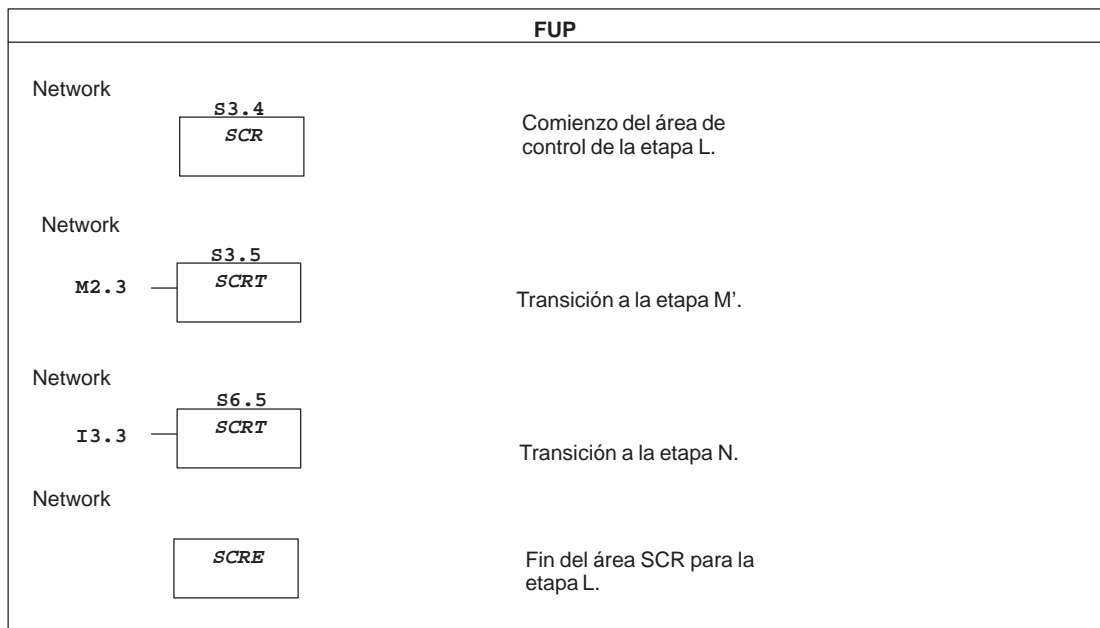 FUP
Network
S3.4
SCR
Comienzo del área de
control de la etapa L.
Network
S3.5
SCRT
M2.3
Transición a la etapa M’.
Network
S6.5
SCRT
I3.3
Transición a la etapa N.
Network
SCRE
Fin del área SCR para la
etapa L.